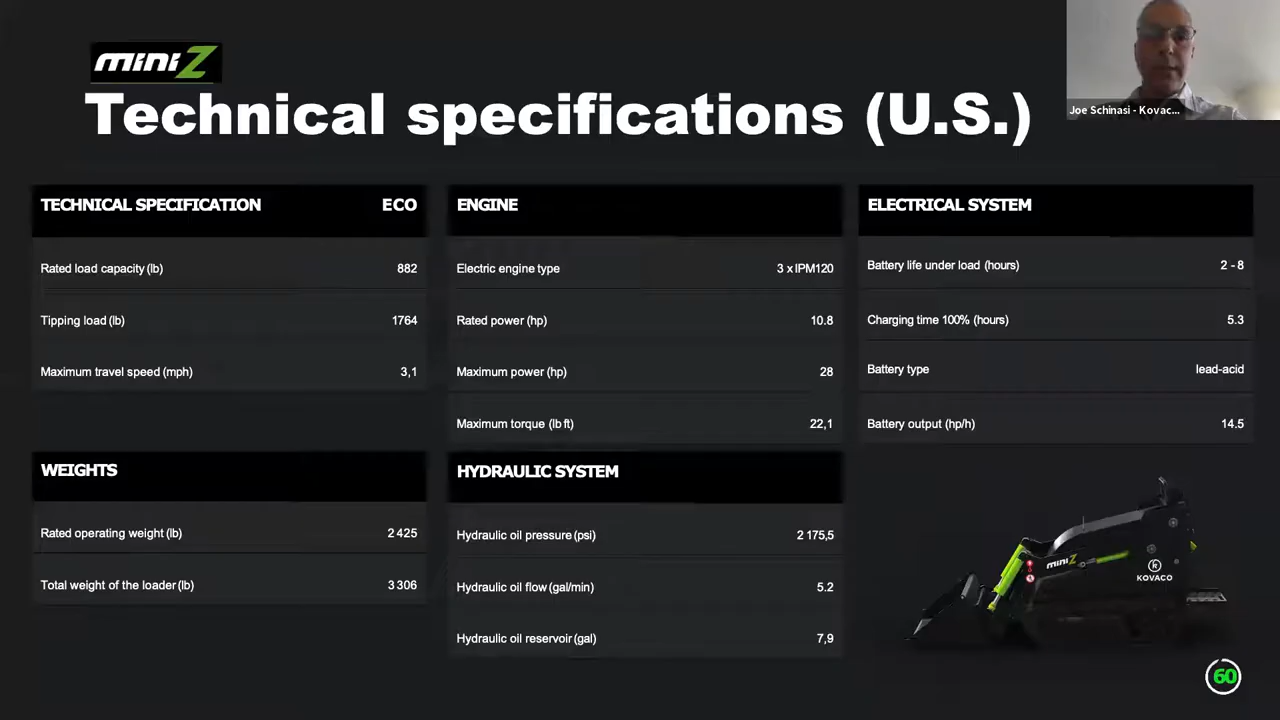 miniZ
Technical specifications (U.S.)
Joe Schinasi - Kovac...
TECHNICAL SPECIFICATION ECO
Rated load capacity (lb) 882
Tipping load (lb) 1764
Maximum travel speed (mph) 3,1
ENGINE
Electric engine type 3 x IPM120
Rated power (hp) 10.8
Maximum power (hp) 28
Maximum torque (lb ft) 22,1
ELECTRICAL SYSTEM
Battery life under load (hours) 2 - 8
Charging time 100% (hours) 5.3
Battery type lead-acid
Battery output (hp/h) 14.5
WEIGHTS
Rated operating weight (lb) 2 425
Total weight of the loader (lb) 3 306
HYDRAULIC SYSTEM
Hydraulic oil pressure (psi) 2 175,5
Hydraulic oil flow (gal/min) 5.2
Hydraulic oil reservoir (gal) 7,9
miniZ
KOVACO
60